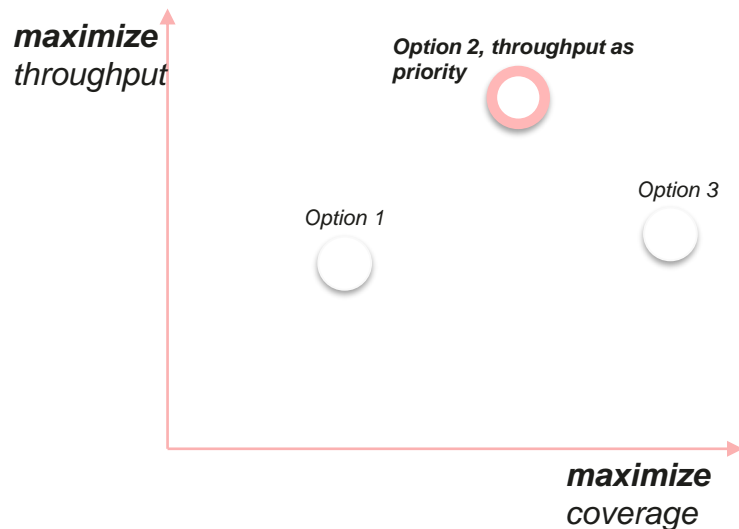 maximize
throughput
Option 2, throughput as
priority
Option 1
Option 3
maximize
coverage